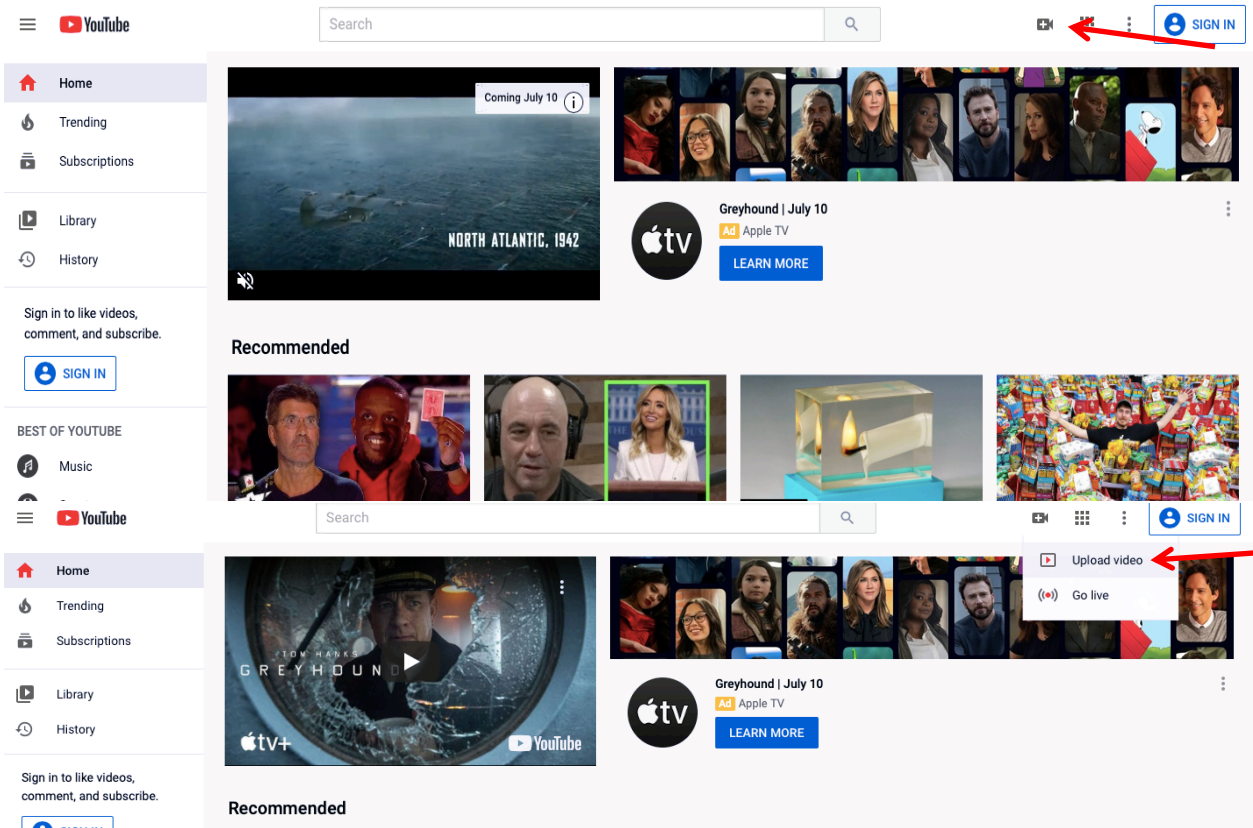 YouTube
Search
SIGN IN
Home
Trending
Subscriptions
Library
History
Sign in to like videos,
comment, and subscribe.
SIGN IN
BEST OF YOUTUBE
Music
Coming July 10
NORTH ATLANTIC, 1942
Greyhound | July 10
Ad Apple TV
tv
LEARN MORE
Recommended
YouTube
Search
SIGN IN
Upload video
Go live
Home
Trending
Subscriptions
Library
History
Sign in to like videos,
comment, and subscribe.
TOM HANKS
GREYHOUND
tv+
YouTube
Greyhound | July 10
Ad Apple TV
tv
LEARN MORE
Recommended